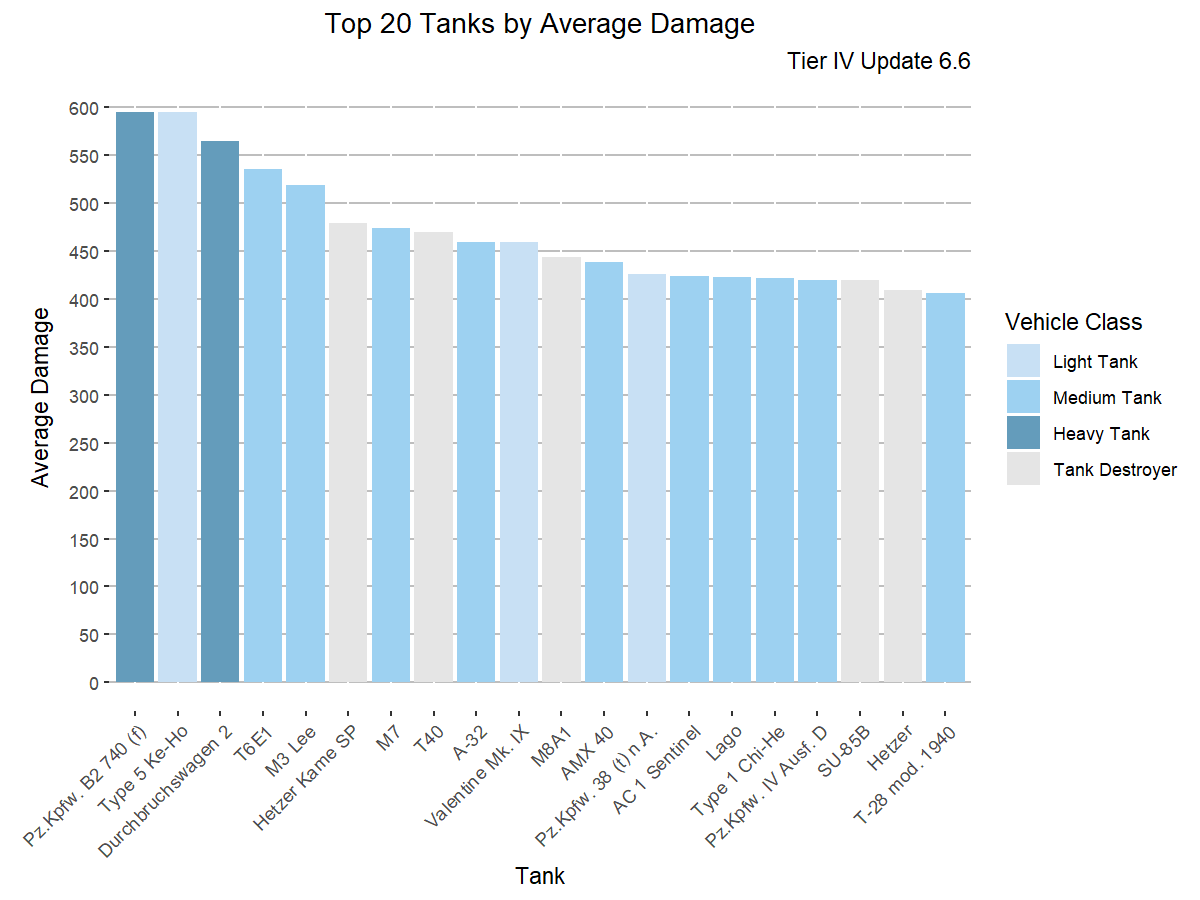 Top 20 Tanks by Average Damage
Tier IV Update 6.6
600
550
500
450
400
350
300
250
200
150
100
50
0
Average Damage
Pz.Kpfw. B2 740 (f)
Type 5 Ke-Ho
Durchbruchswagen 2
T6E1
M3 Lee
Hetzer Kame SP
M7
T40
A-32
Valentine Mk. IX
M8A1
AMX 40
Pz.Kpfw. 38 (t) n.A.
AC 1 Sentinel
Lago
Type 1 Chi-He
Pz.Kpfw. IV Ausf. D
SU-85B
Hetzer
T-28 mod. 1940
Tank
Vehicle Class
Light Tank
Medium Tank
Heavy Tank
Tank Destroyer